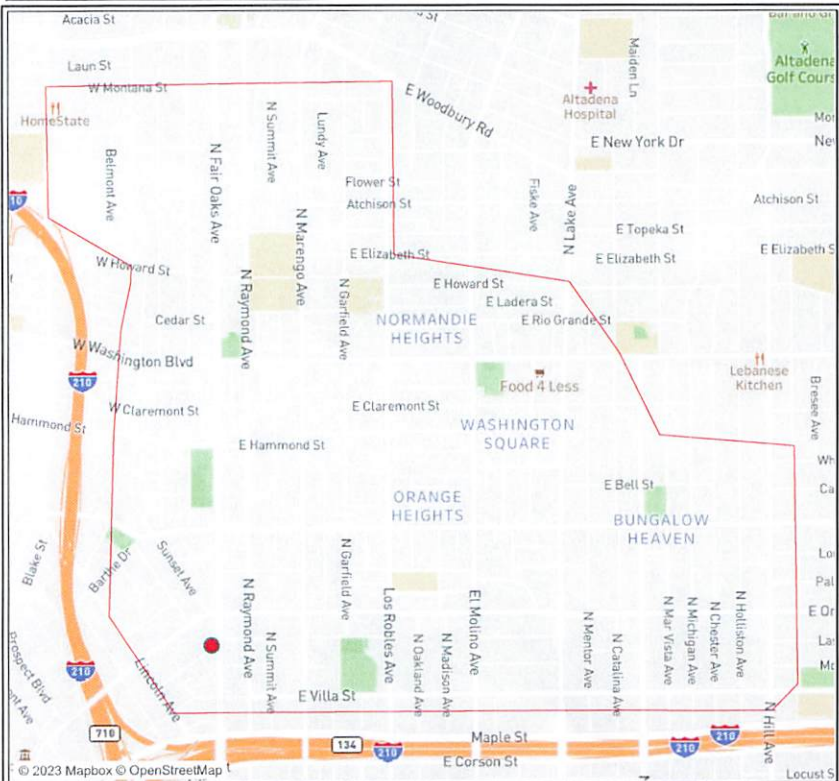 Acacia St
Laun St
W Montana St
HomeState
E Woodbury Rd
Maiden Ln
Altadena
Golf Cours
Altadena
Hospital
E New York Dr
N Summit Ave
Lundy Ave
Belmont Ave
N Fair Oaks Ave
Flower St
Atchison St
Fiske Ave
N Lake Ave
Atchison St
E Topeka St
N Marengo Ave
E Elizabeth St
E Elizabeth St
E Elizabeth S
10
W Howard St
E Howard St
E Ladera St
E Rio Grande St
N Raymond Ave
N Garfield Ave
Cedar St
NORMANDIE
HEIGHTS
W Washington Blvd
210
Food 4 Less
Lebanese
Kitchen
W Claremont St
E Claremont St
Bresee Ave
Hammond St
E Hammond St
WASHINGTON
SQUARE
E Bell St
ORANGE
HEIGHTS
BUNGALOW
HEAVEN
Blake St
Barthe Dr
Sunset Ave
N Garfield Ave
N Raymond Ave
N Summit Ave
Los Robles Ave
N Oakland Ave
N Madison Ave
El Molino Ave
N Mentor Ave
N Catalina Ave
N Mar Vista Ave
N Michigan Ave
N Chester Ave
N Holliston Ave
E Or
Prospect Blvd
210
Lincoln Ave
E Villa St
N Hill Ave
710
134
210
Maple St
210
210
E Corson St
© 2023 Mapbox © OpenStreetMap
Locust S